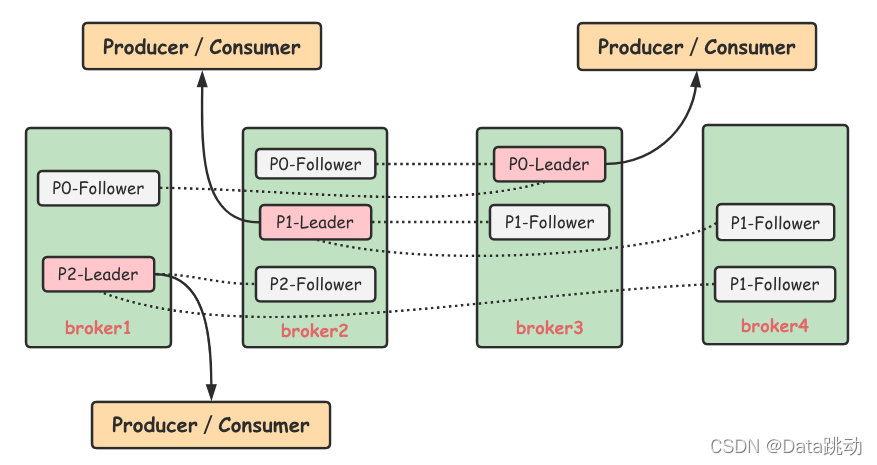 Producer / Consumer
Producer / Consumer
P0-Follower
P2-Leader
broker1
P0-Follower
P1-Leader
P2-Follower
broker2
P0-Leader
P1-Follower
broker3
P1-Follower
P1-Follower
broker4
Producer / Consumer
CSDN @Data跳动